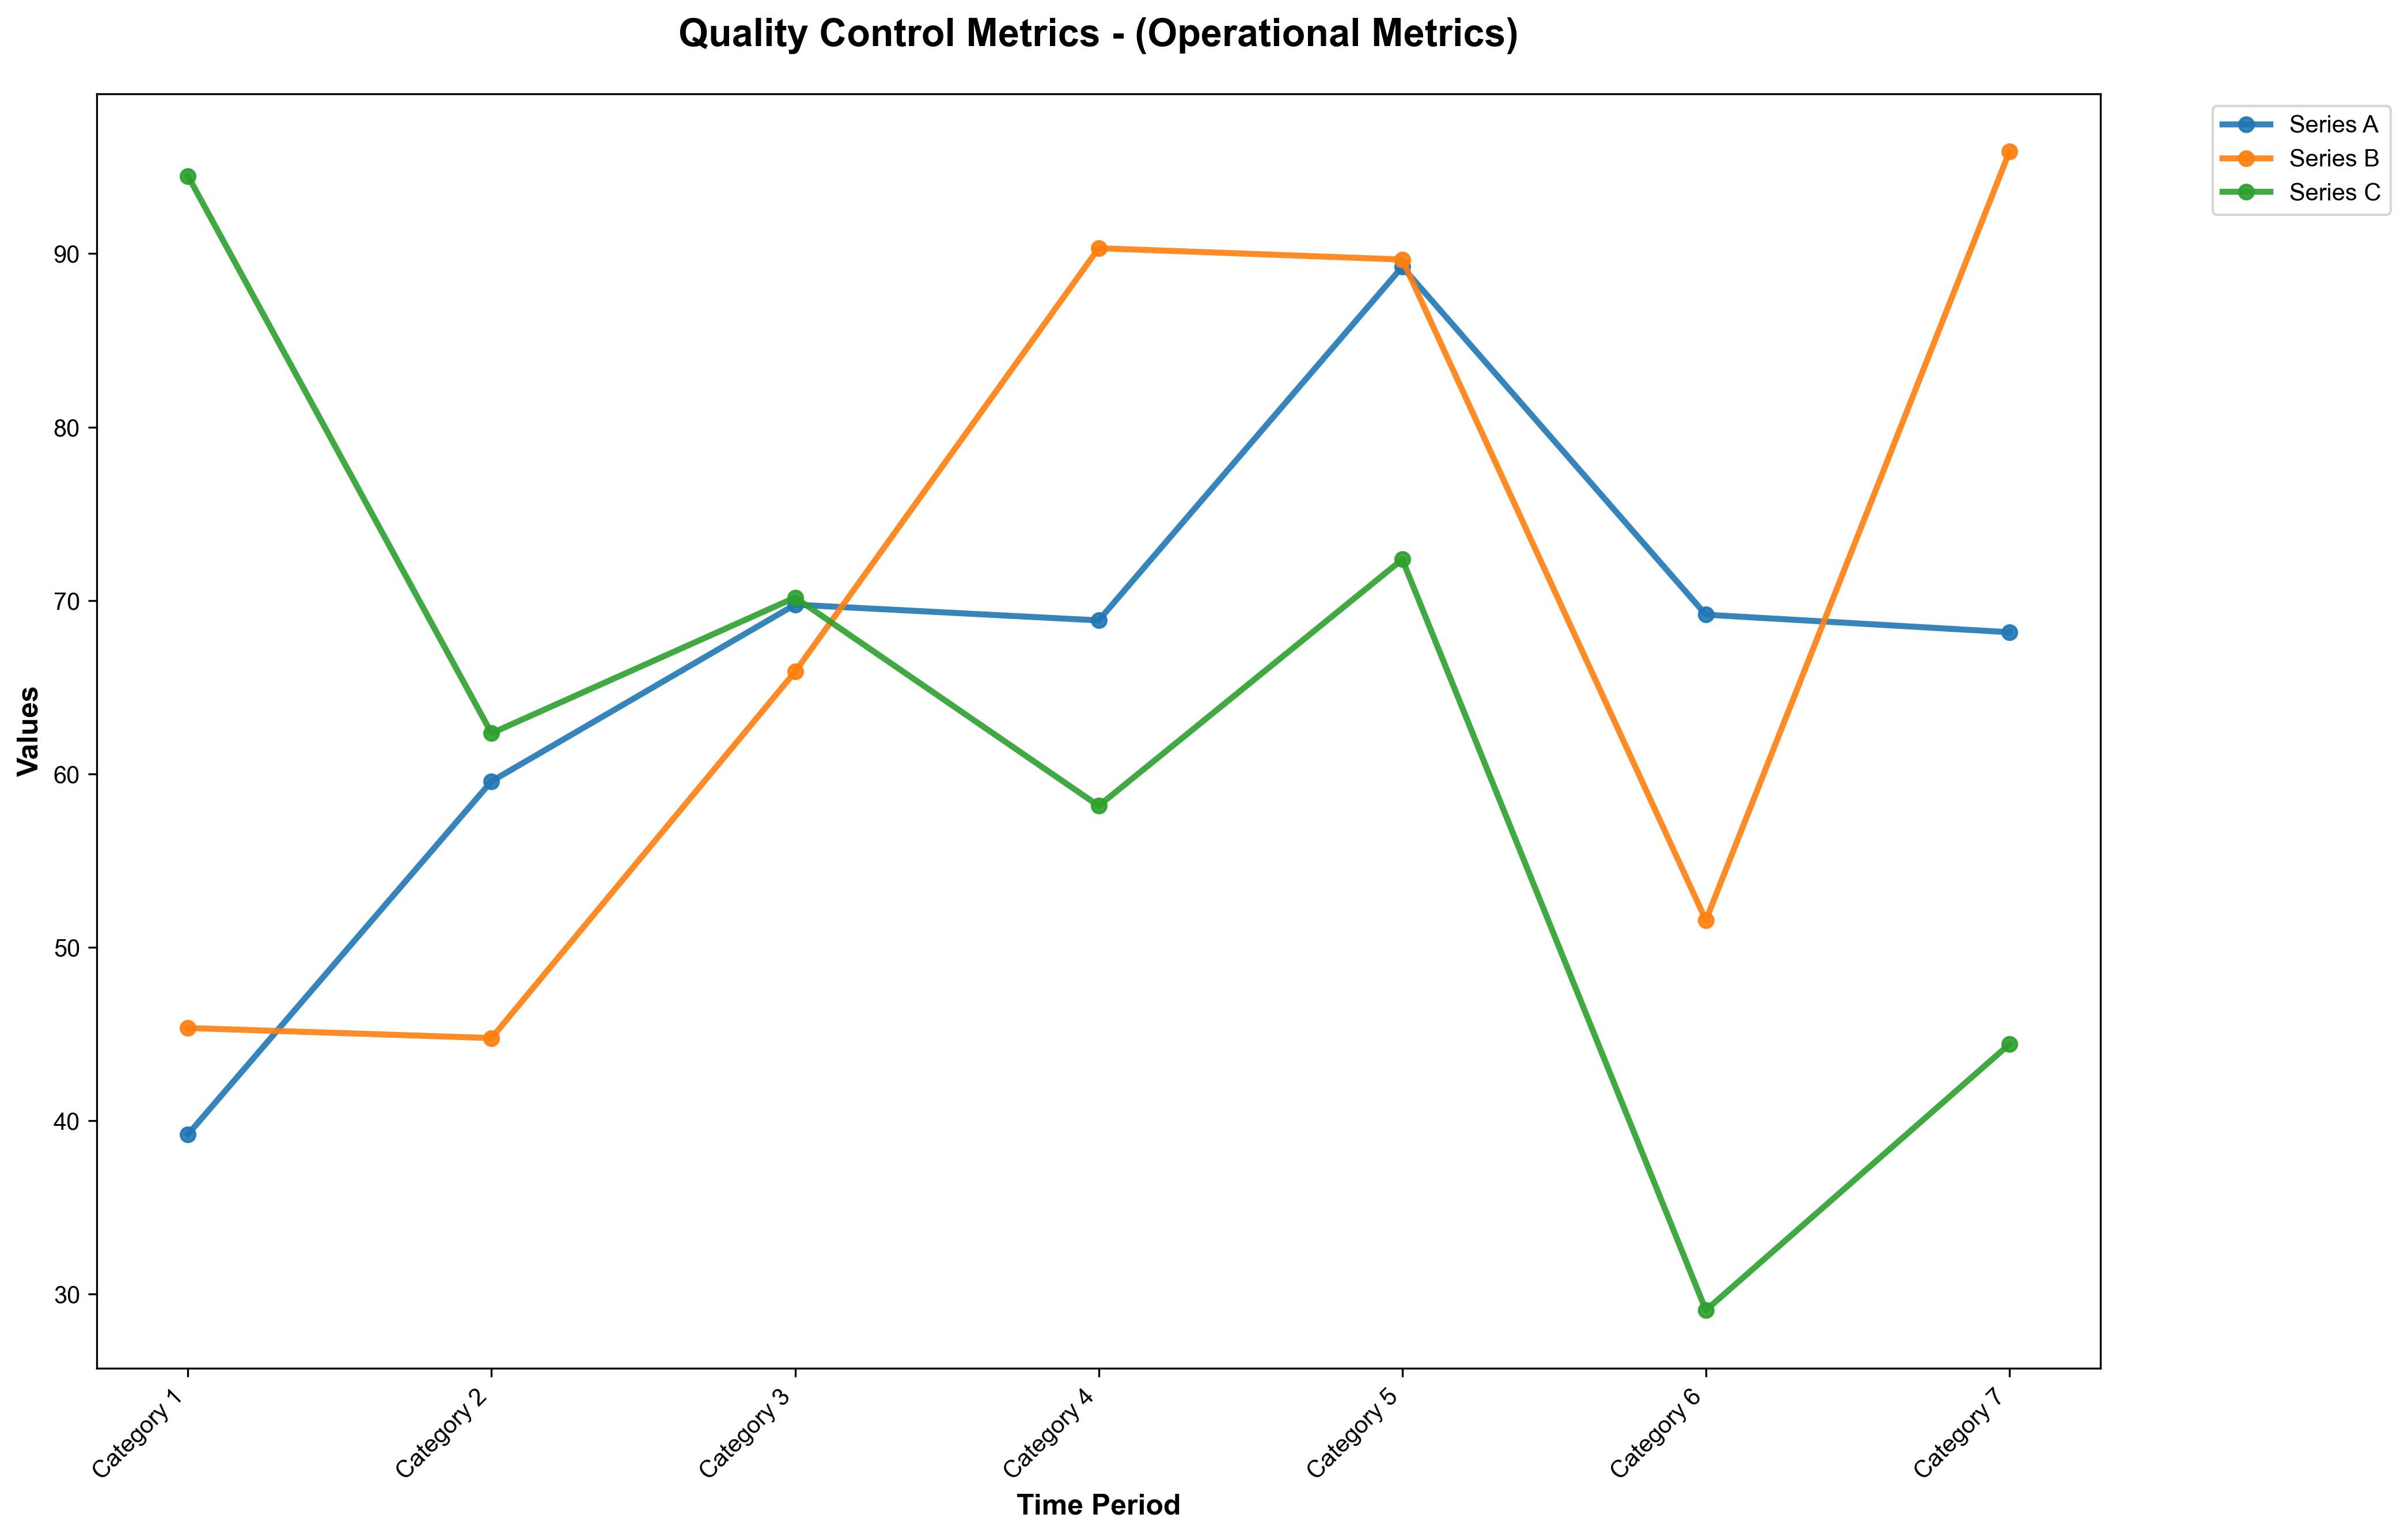 Quality Control Metrics - (Operational Metrics)
Series A
Series B
Series C
Values
90
80
70
60
50
40
30
Category 1
Category 2
Category 3
Category 4
Category 5
Category 6
Category 7
Time Period